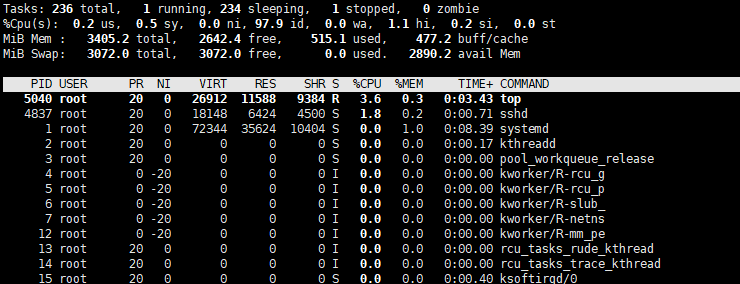 Tasks: 236 total,   1 running, 234 sleeping,   1 stopped,   0 zombie
%Cpu(s):  0.2 us,  0.5 sy,  0.0 ni, 97.9 id,  0.0 wa,  1.1 hi,  0.2 si,  0.0 st
MiB Mem :   3405.2 total,   2642.4 free,    515.1 used,    477.2 buff/cache
MiB Swap:   3072.0 total,   3072.0 free,      0.0 used.   2890.2 avail Mem
PID USER      PR  NI    VIRT    RES    SHR S  %CPU  %MEM     TIME+ COMMAND
5040 root      20   0   26912  11588   9384 R   3.6   0.3   0:03.43 top
4837 root      20   0   18148   6424   4500 S   1.8   0.2   0:00.71 sshd
1 root      20   0   72344  35624  10404 S   0.0   1.0   0:08.39 systemd
2 root      20   0       0      0      0 S   0.0   0.0   0:00.17 kthreadd
3 root      20   0       0      0      0 S   0.0   0.0   0:00.00 pool_workqueue_release
4 root       0 -20       0      0      0 I   0.0   0.0   0:00.00 kworker/R-rcu_g
5 root       0 -20       0      0      0 I   0.0   0.0   0:00.00 kworker/R-rcu_p
6 root       0 -20       0      0      0 I   0.0   0.0   0:00.00 kworker/R-slub_
7 root       0 -20       0      0      0 I   0.0   0.0   0:00.00 kworker/R-netns
12 root       0 -20       0      0      0 I   0.0   0.0   0:00.00 kworker/R-mm_pe
13 root      20   0       0      0      0 I   0.0   0.0   0:00.00 rcu_tasks_rude_kthread
14 root      20   0       0      0      0 I   0.0   0.0   0:00.00 rcu_tasks_trace_kthread
15 root      20   0       0      0      0 S   0.0   0.0   0:00.40 ksoftirqd/0